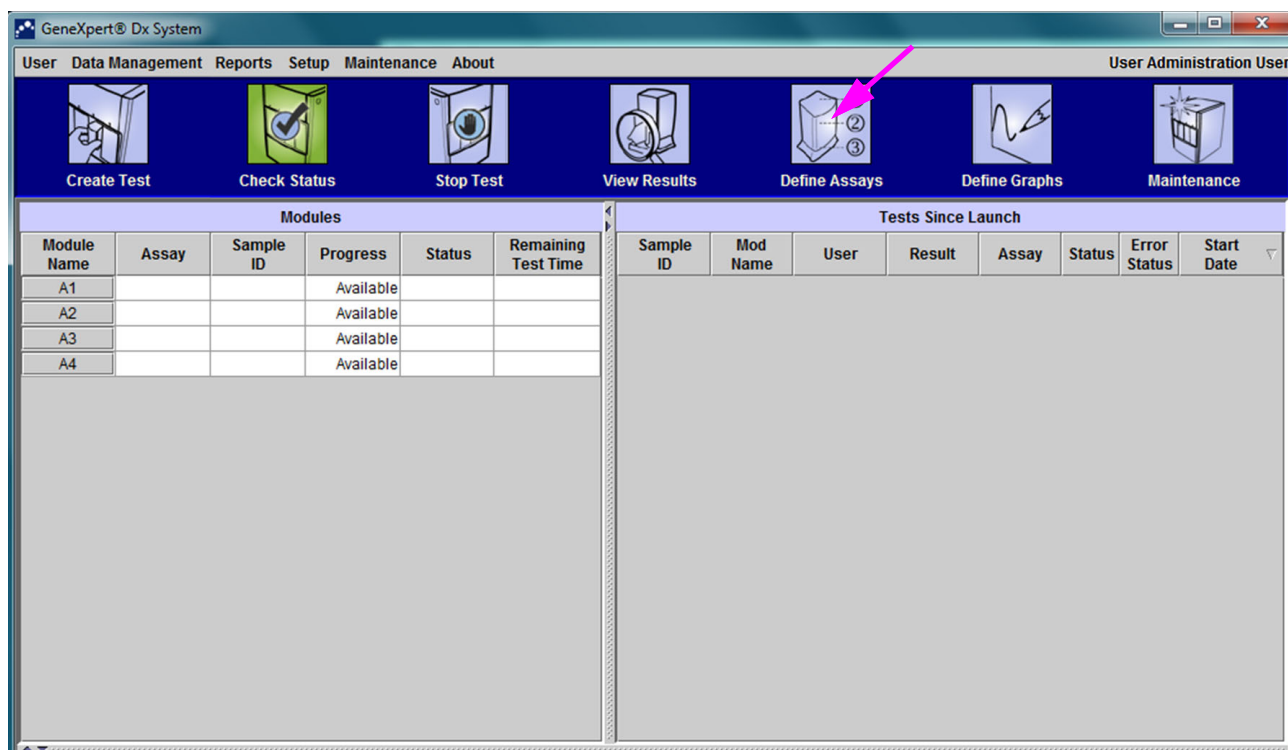 GeneXpert® Dx System
User Data Management Reports Setup Maintenance About User Administration User
② 
③
Create Test Check Status Stop Test View Results Define Assays Define Graphs Maintenance
Modules Tests Since Launch
Module Name Assay Sample ID Progress Status Remaining Test Time Sample ID Mod Name User Result Assay Status Error Status Start Date
A1 Available
A2 Available
A3 Available
A4 Available